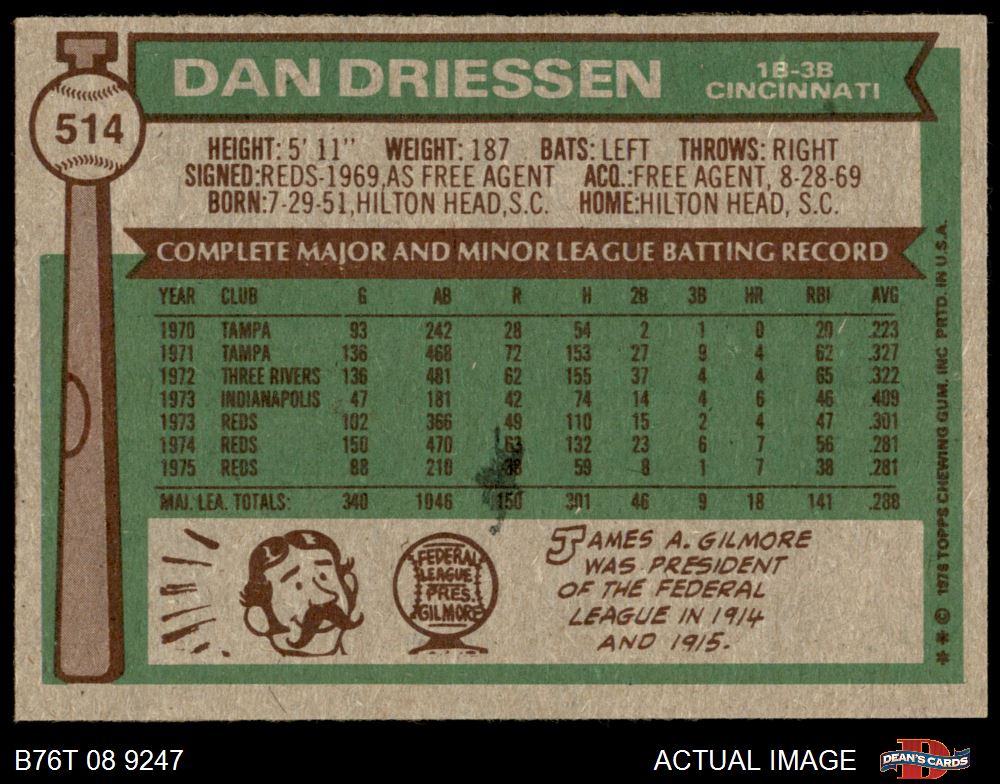 DAN DRIESSEN
1B-3B
CINCINNATI
514
HEIGHT: 5' 11" WEIGHT: 187 BATS: LEFT THROWS: RIGHT
SIGNED:REDS-1969,AS FREE AGENT ACQ.:FREE AGENT, 8-28-69
BORN:7-29-51,HILTON HEAD,S.C. HOME:HILTON HEAD, S.C.
COMPLETE MAJOR AND MINOR LEAGUE BATTING RECORD
YEAR CLUB G AB R H 2B 3B HR RBI AVG
1970 TAMPA 93 242 28 54 2 1 0 20 .223
1971 TAMPA 136 468 72 153 27 9 4 62 .327
1972 THREE RIVERS 136 481 62 155 37 4 4 65 .322
1973 INDIANAPOLIS 47 181 42 74 14 4 6 46 .409
1973 REDS 102 366 49 110 15 2 4 47 .301
1974 REDS 150 470 63 132 23 6 7 56 .281
1975 REDS 88 210 38 59 8 1 7 38 .281
MAJ. LEA. TOTALS: 340 1046 150 301 46 9 18 141 .288
FEDERAL
LEAGUE
PRES.
GILMORE
JAMES A. GILMORE
WAS PRESIDENT
OF THE FEDERAL
LEAGUE IN 1914
AND 1915.
** © 1976 TOPPS CHEWING GUM, INC PRTD. IN U.S.A.
B76T 08 9247
ACTUAL IMAGE
DEAN'S CARDS